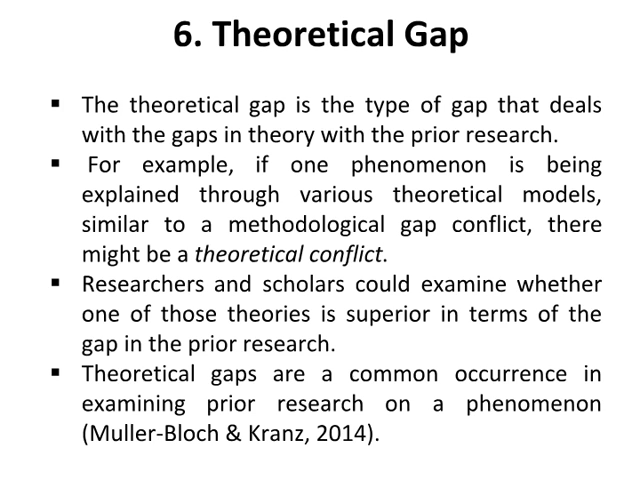 6. Theoretical Gap
▪ The theoretical gap is the type of gap that deals
with the gaps in theory with the prior research.
▪ For example, if one phenomenon is being
explained through various theoretical models,
similar to a methodological gap conflict, there
might be a theoretical conflict.
▪ Researchers and scholars could examine whether
one of those theories is superior in terms of the
gap in the prior research.
▪ Theoretical gaps are a common occurrence in
examining prior research on a phenomenon
(Muller-Bloch & Kranz, 2014).